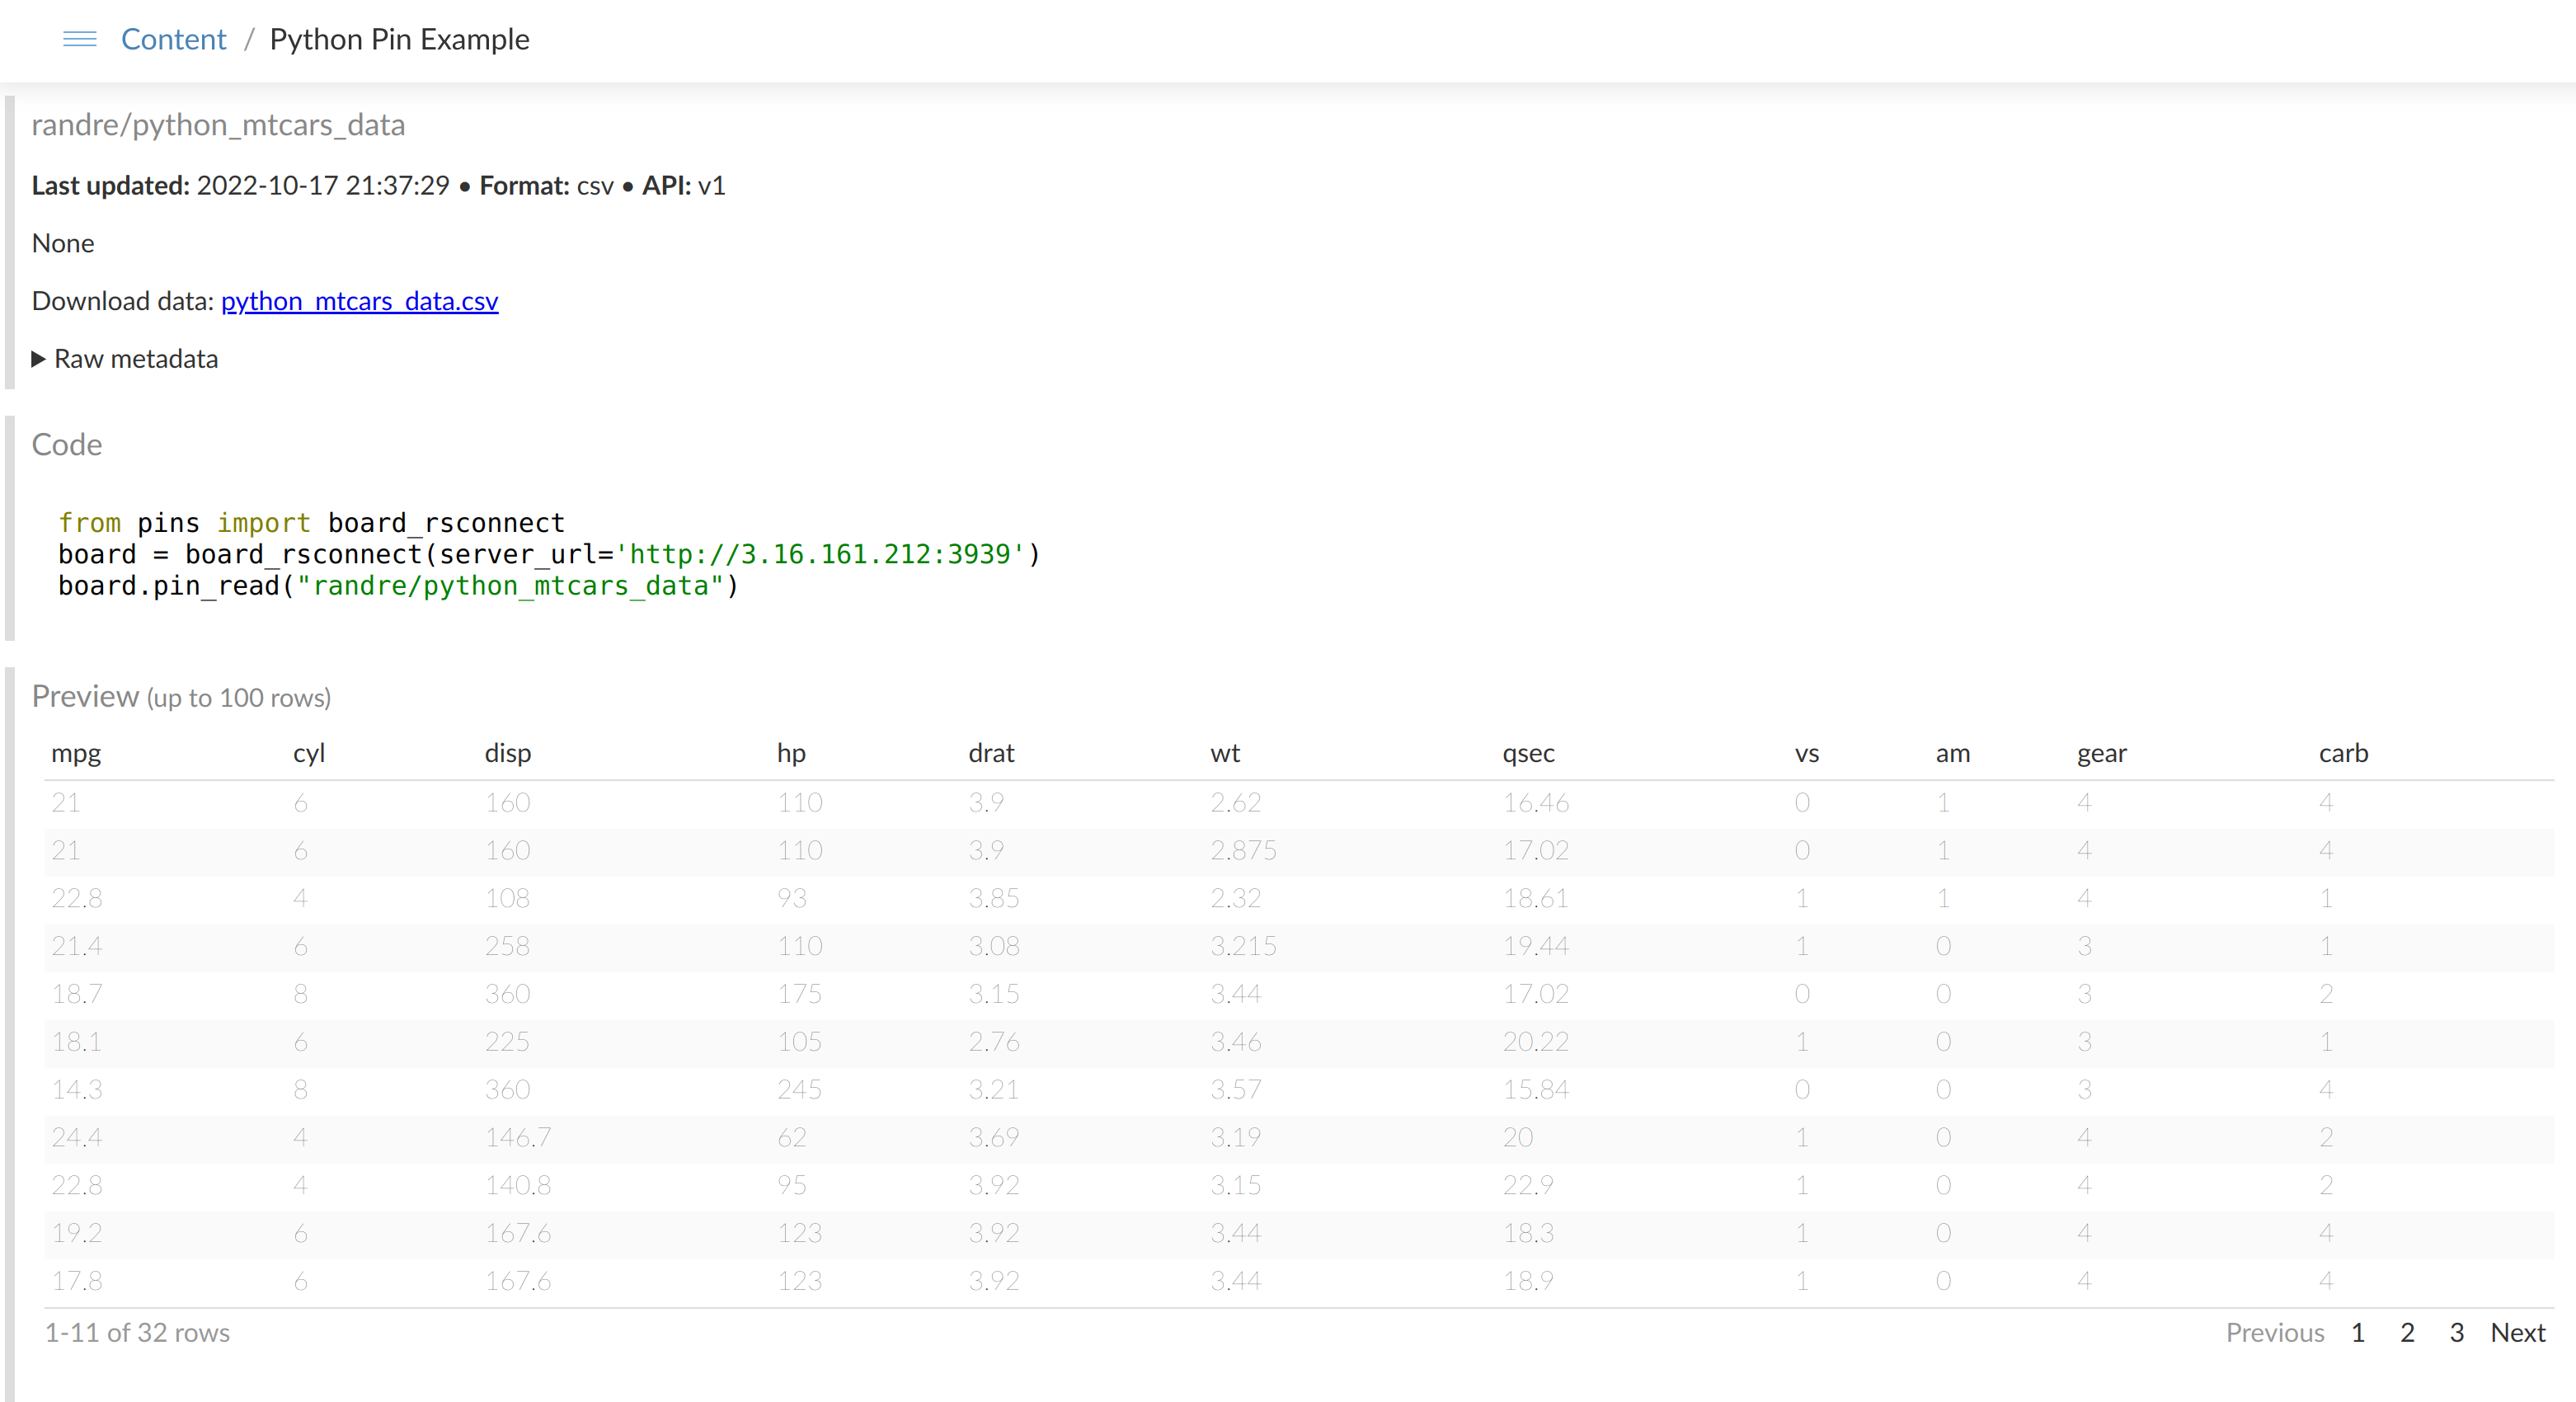 Content / Python Pin Example
randre/python_mtcars_data
Last updated: 2022-10-17 21:37:29 • Format: csv • API: v1
None
Download data: python_mtcars_data.csv
▶ Raw metadata
Code
from pins import board_rsconnect
board = board_rsconnect(server_url='http://3.16.161.212:3939')
board.pin_read("randre/python_mtcars_data")
Preview (up to 100 rows)
mpg cyl disp hp drat wt qsec vs am gear carb
21 6 160 110 3.9 2.62 16.46 0 1 4 4
21 6 160 110 3.9 2.875 17.02 0 1 4 4
22.8 4 108 93 3.85 2.32 18.61 1 1 4 1
21.4 6 258 110 3.08 3.215 19.44 1 0 3 1
18.7 8 360 175 3.15 3.44 17.02 0 0 3 2
18.1 6 225 105 2.76 3.46 20.22 1 0 3 1
14.3 8 360 245 3.21 3.57 15.84 0 0 3 4
24.4 4 146.7 62 3.69 3.19 20 1 0 4 2
22.8 4 140.8 95 3.92 3.15 22.9 1 0 4 2
19.2 6 167.6 123 3.92 3.44 18.3 1 0 4 4
17.8 6 167.6 123 3.92 3.44 18.9 1 0 4 4
1-11 of 32 rows Previous 1 2 3 Next